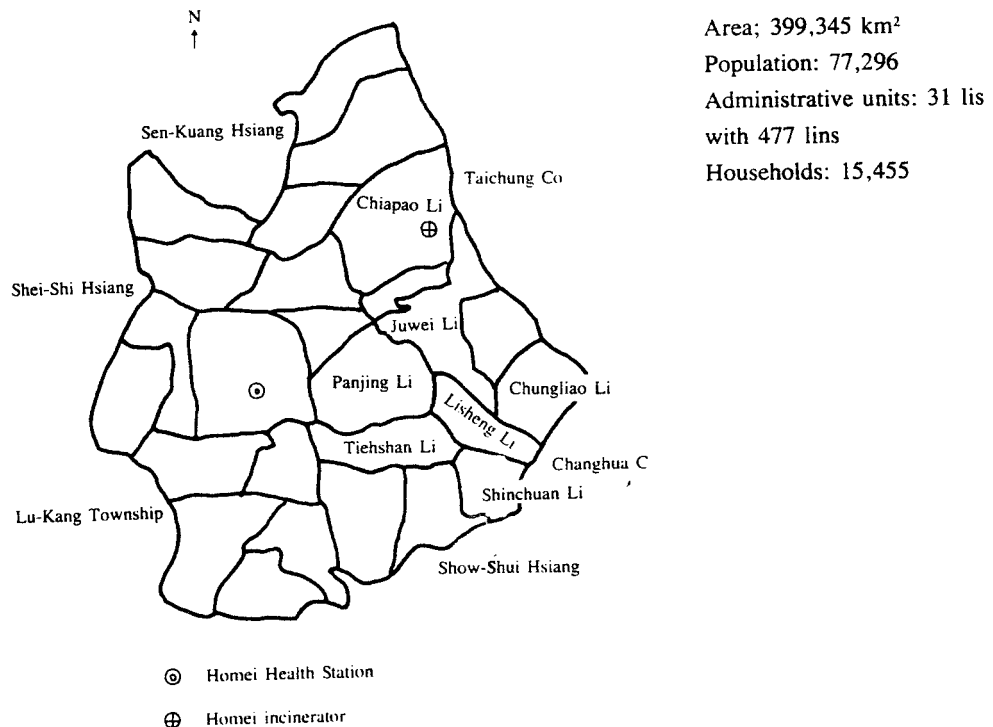 N
Area; 399,345 km²
Population: 77,296
Administrative units: 31 lis
with 477 lins
Households: 15,455
Sen-Kuang Hsiang
Taichung Co
Chiapao Li
Shei-Shi Hsiang
Juwei Li
Panjing Li
Chungliao Li
Lisheng Li
Tiehshan Li
Changhua C
Shinchuan Li
Lu-Kang Township
Show-Shui Hsiang
Homei Health Station
Homei incinerator